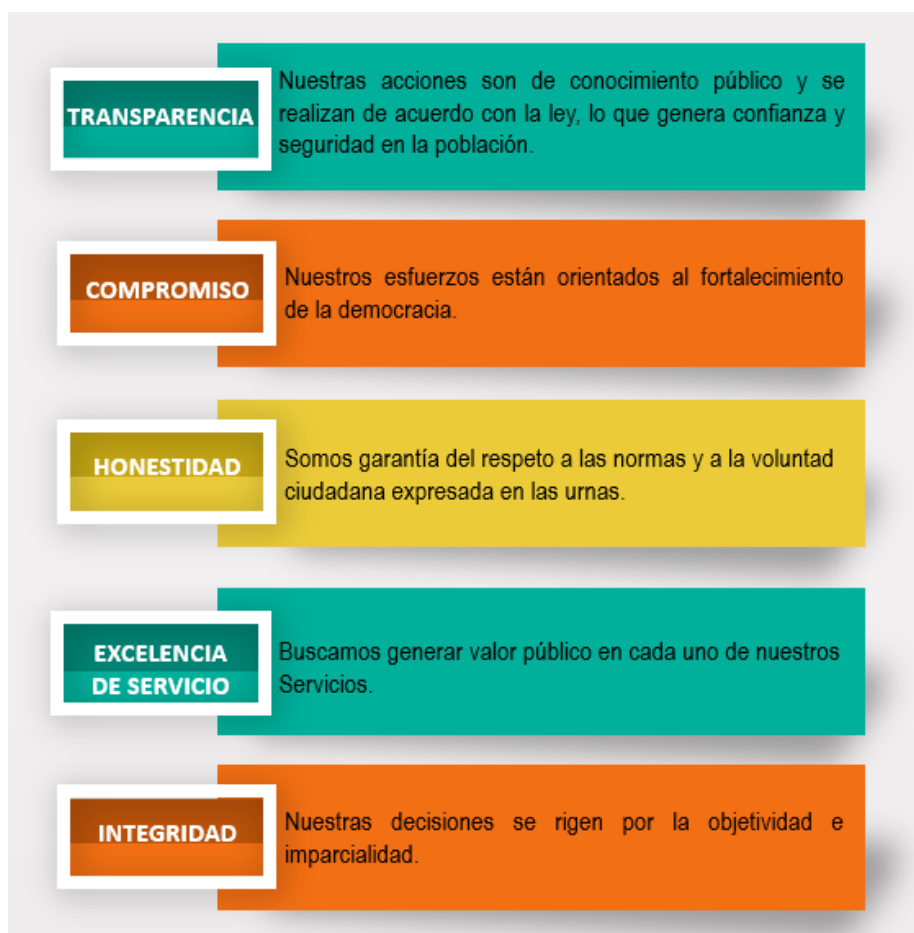 TRANSPARENCIA
Nuestras acciones son de conocimiento público y se
realizan de acuerdo con la ley, lo que genera confianza y
seguridad en la población.
COMPROMISO
Nuestros esfuerzos están orientados al fortalecimiento
de la democracia.
HONESTIDAD
Somos garantía del respeto a las normas y a la voluntad
ciudadana expresada en las urnas.
EXCELENCIA
DE SERVICIO
Buscamos generar valor público en cada uno de nuestros
Servicios.
INTEGRIDAD
Nuestras decisiones se rigen por la objetividad e
imparcialidad.